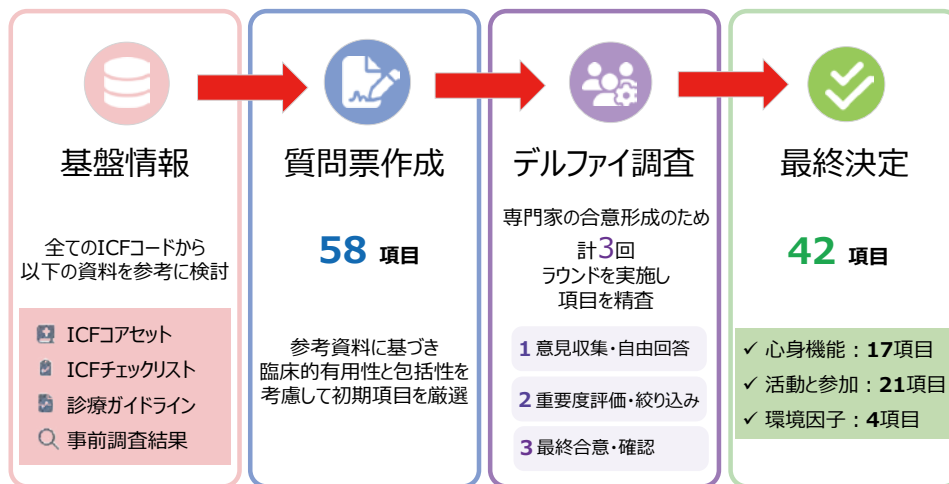 基盤情報
全てのICFコードから
以下の資料を参考に検討
ICFコアセット
ICFチェックリスト
診療ガイドライン
事前調査結果
質問票作成
58 項目
参考資料に基づき
臨床的有用性と包括性を
考慮して初期項目を厳選
デルファイ調査
専門家の合意形成のため
計3回
ラウンドを実施し
項目を精査
1 意見収集・自由回答
2 重要度評価・絞り込み
3 最終合意・確認
最終決定
42 項目
✓ 心身機能：17項目
✓ 活動と参加：21項目
✓ 環境因子：4項目